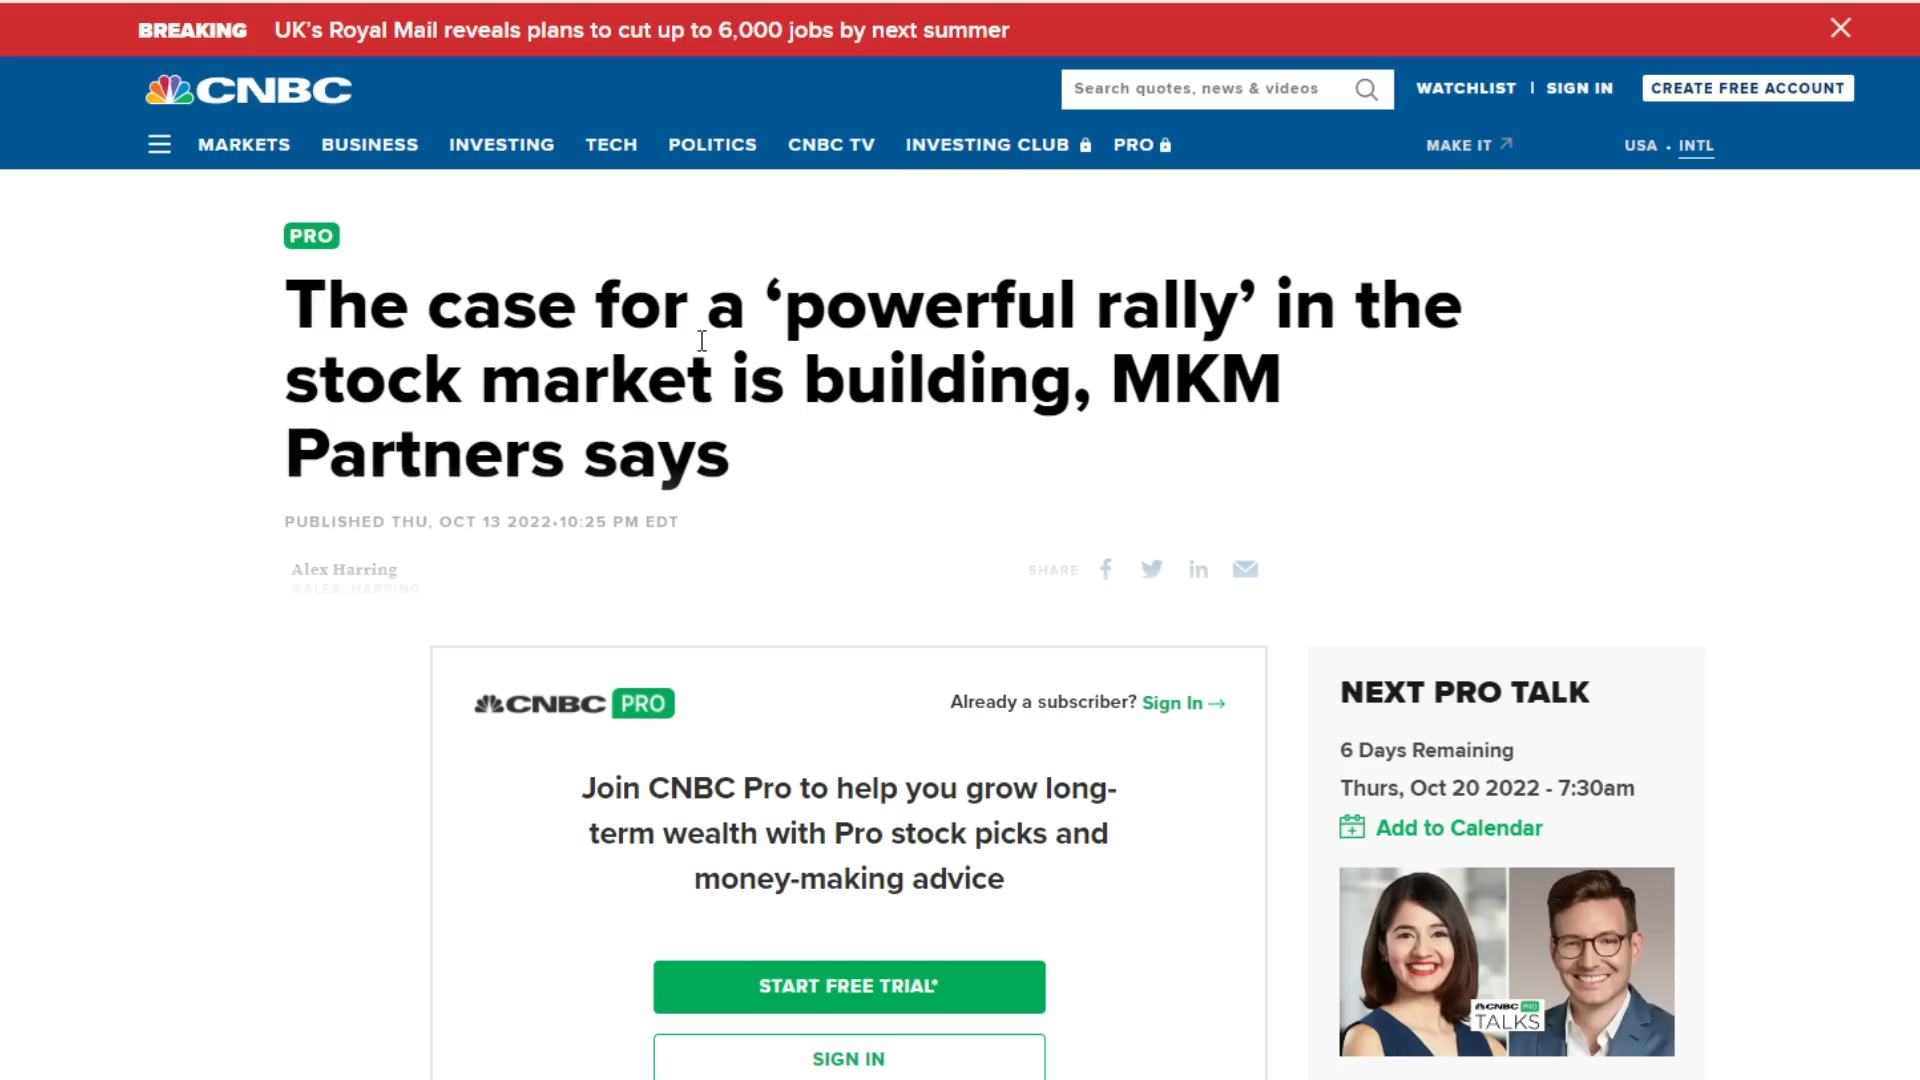 BREAKING UK's Royal Mail reveals plans to cut up to 6,000 jobs by next summer
CNBC
Search quotes, news & videos
WATCHLIST | SIGN IN
CREATE FREE ACCOUNT
MARKETS BUSINESS INVESTING TECH POLITICS CNBC TV INVESTING CLUB PRO MAKE IT USA • INTL
PRO
The case for a ‘powerful rally’ in the
stock market is building, MKM
Partners says
PUBLISHED THU, OCT 13 2022•10:25 PM EDT
Alex Harring
@ALEX_HARRING
SHARE
CNBC PRO
Already a subscriber? Sign In →
Join CNBC Pro to help you grow long-
term wealth with Pro stock picks and
money-making advice
START FREE TRIAL*
SIGN IN
NEXT PRO TALK
6 Days Remaining
Thurs, Oct 20 2022 - 7:30am
Add to Calendar
CNBC PRO
TALKS